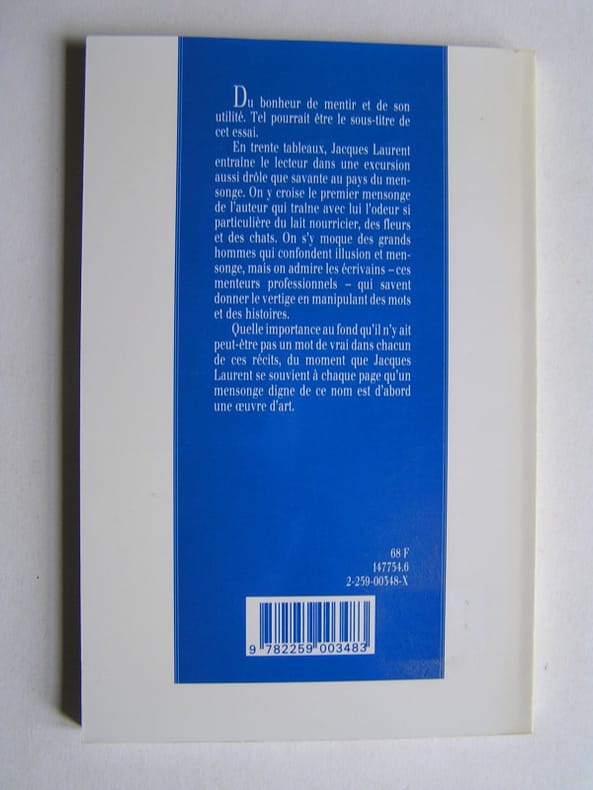 Du bonheur de mentir et de son
utilité. Tel pourrait être le sous-titre de
cet essai.
En trente tableaux, Jacques Laurent
entraîne le lecteur dans une excursion
aussi drôle que savante au pays du men-
songe. On y croise le premier mensonge
de l'auteur qui traîne avec lui l'odeur si
particulière du lait nourricier, des fleurs
et des chats. On s'y moque des grands
hommes qui confondent illusion et men-
songe, mais on admire les écrivains – ces
menteurs professionnels – qui savent
donner le vertige en manipulant des mots
et des histoires.
Quelle importance au fond qu'il n'y ait
peut-être pas un mot de vrai dans chacun
de ces récits, du moment que Jacques
Laurent se souvient à chaque page qu'un
mensonge digne de ce nom est d'abord
une œuvre d'art.
68 F
147754.6
2-259-00348-X
9 782259 003483